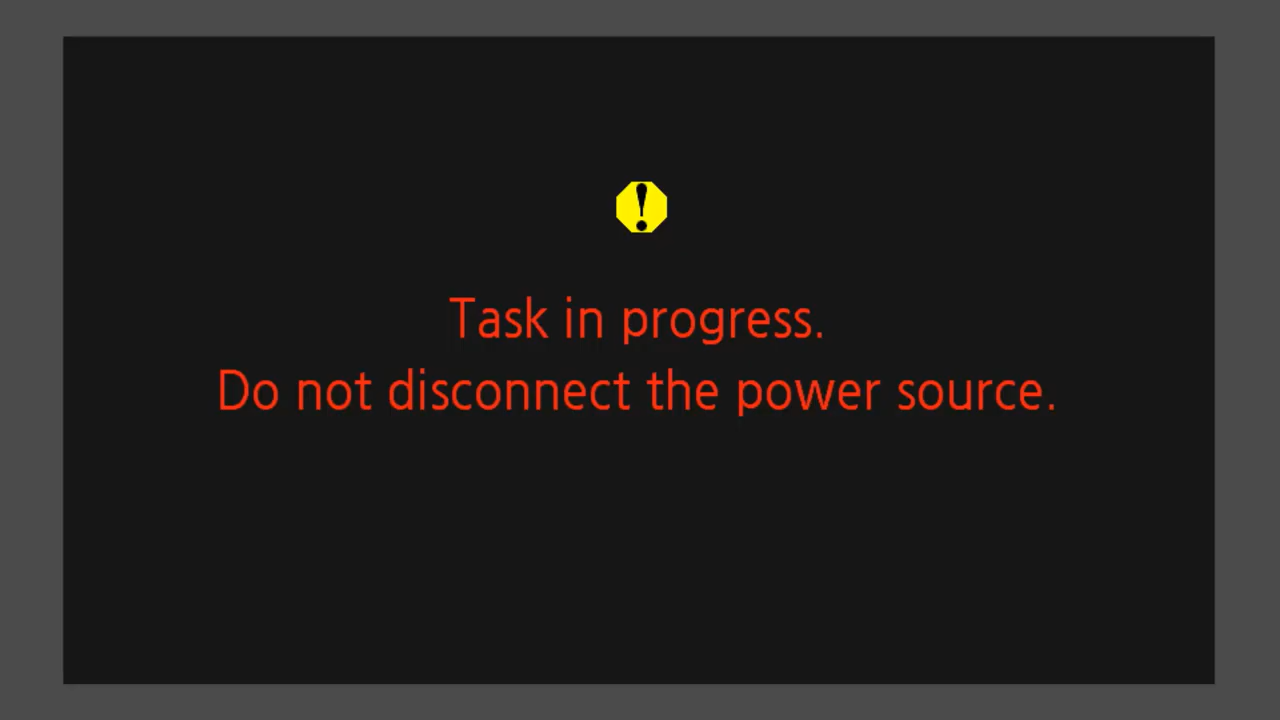 Task in progress.
Do not disconnect the power source.